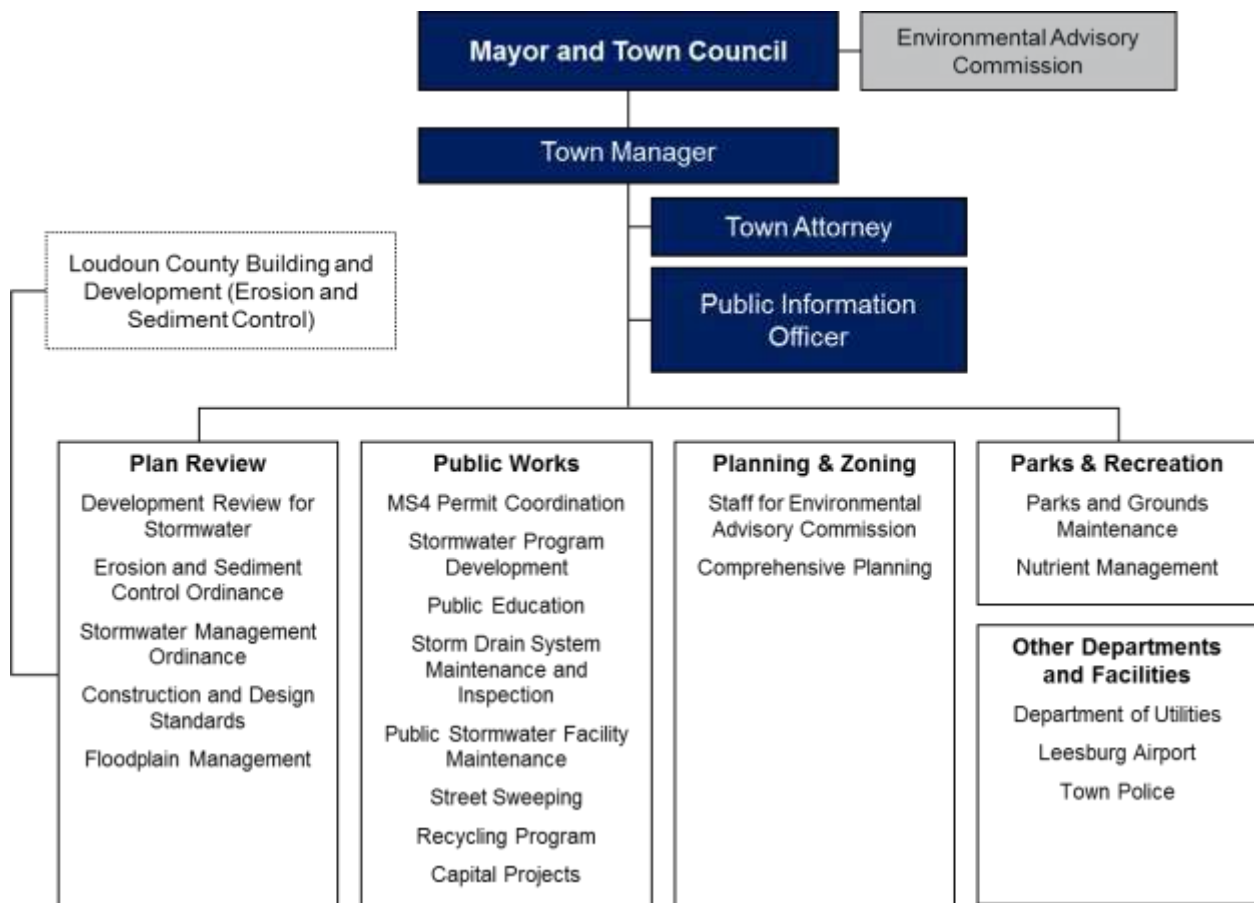 Mayor and Town Council
Environmental Advisory
Commission
Town Manager
Town Attorney
Public Information
Officer
Loudoun County Building and
Development (Erosion and
Sediment Control)
Plan Review
Development Review for
Stormwater
Erosion and Sediment
Control Ordinance
Stormwater Management
Ordinance
Construction and Design
Standards
Floodplain Management
Public Works
MS4 Permit Coordination
Stormwater Program
Development
Public Education
Storm Drain System
Maintenance and
Inspection
Public Stormwater Facility
Maintenance
Street Sweeping
Recycling Program
Capital Projects
Planning & Zoning
Staff for Environmental
Advisory Commission
Comprehensive Planning
Parks & Recreation
Parks and Grounds
Maintenance
Nutrient Management
Other Departments
and Facilities
Department of Utilities
Leesburg Airport
Town Police